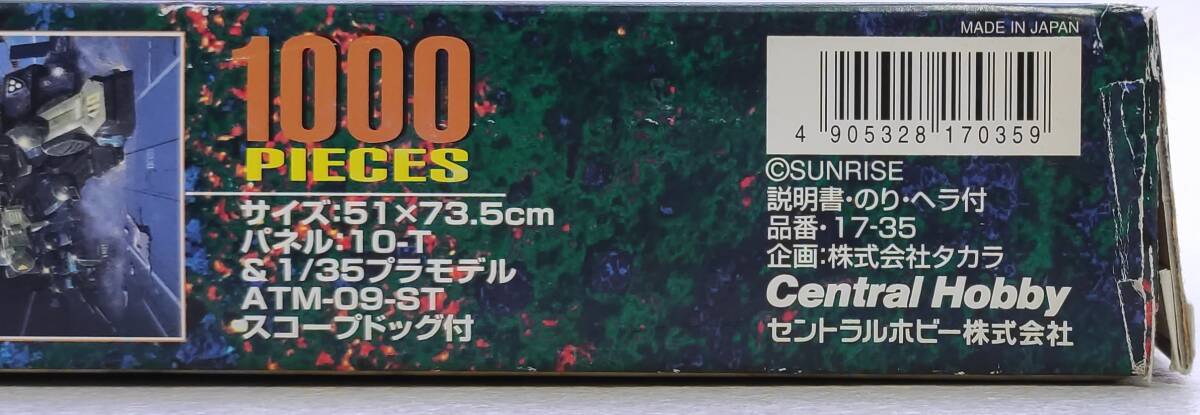 1000
PIECES
サイズ:51×73.5cm
パネル:10-T
& 1/35プラモデル
ATM-09-ST
スコープドッグ付
MADE IN JAPAN
4 905328 170359
©SUNRISE
説明書・のり・ヘラ付
品番・17-35
企画:株式会社タカラ
Central Hobby
セントラルホビー株式会社